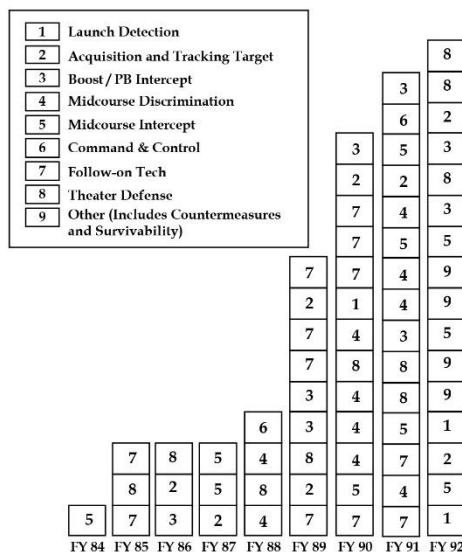 1 Launch Detection
2 Acquisition and Tracking Target
3 Boost / PB Intercept
4 Midcourse Discrimination
5 Midcourse Intercept
6 Command & Control
7 Follow-on Tech
8 Theater Defense
9 Other (Includes Countermeasures
and Survivability)
8
3 8
6 2
3 5 3
2 2 8
7 4 3
7 5 5
7 7 4 9
2 1 4 9
7 4 3 5
7 8 8 9
3 4 8 9
6 3 4 5 1
7 8 5 4 8 4 7 2
8 2 5 8 2 5 4 5
5 7 3 2 4 7 7 7 1
FY 84 FY 85 FY 86 FY 87 FY 88 FY 89 FY 90 FY 91 FY 92